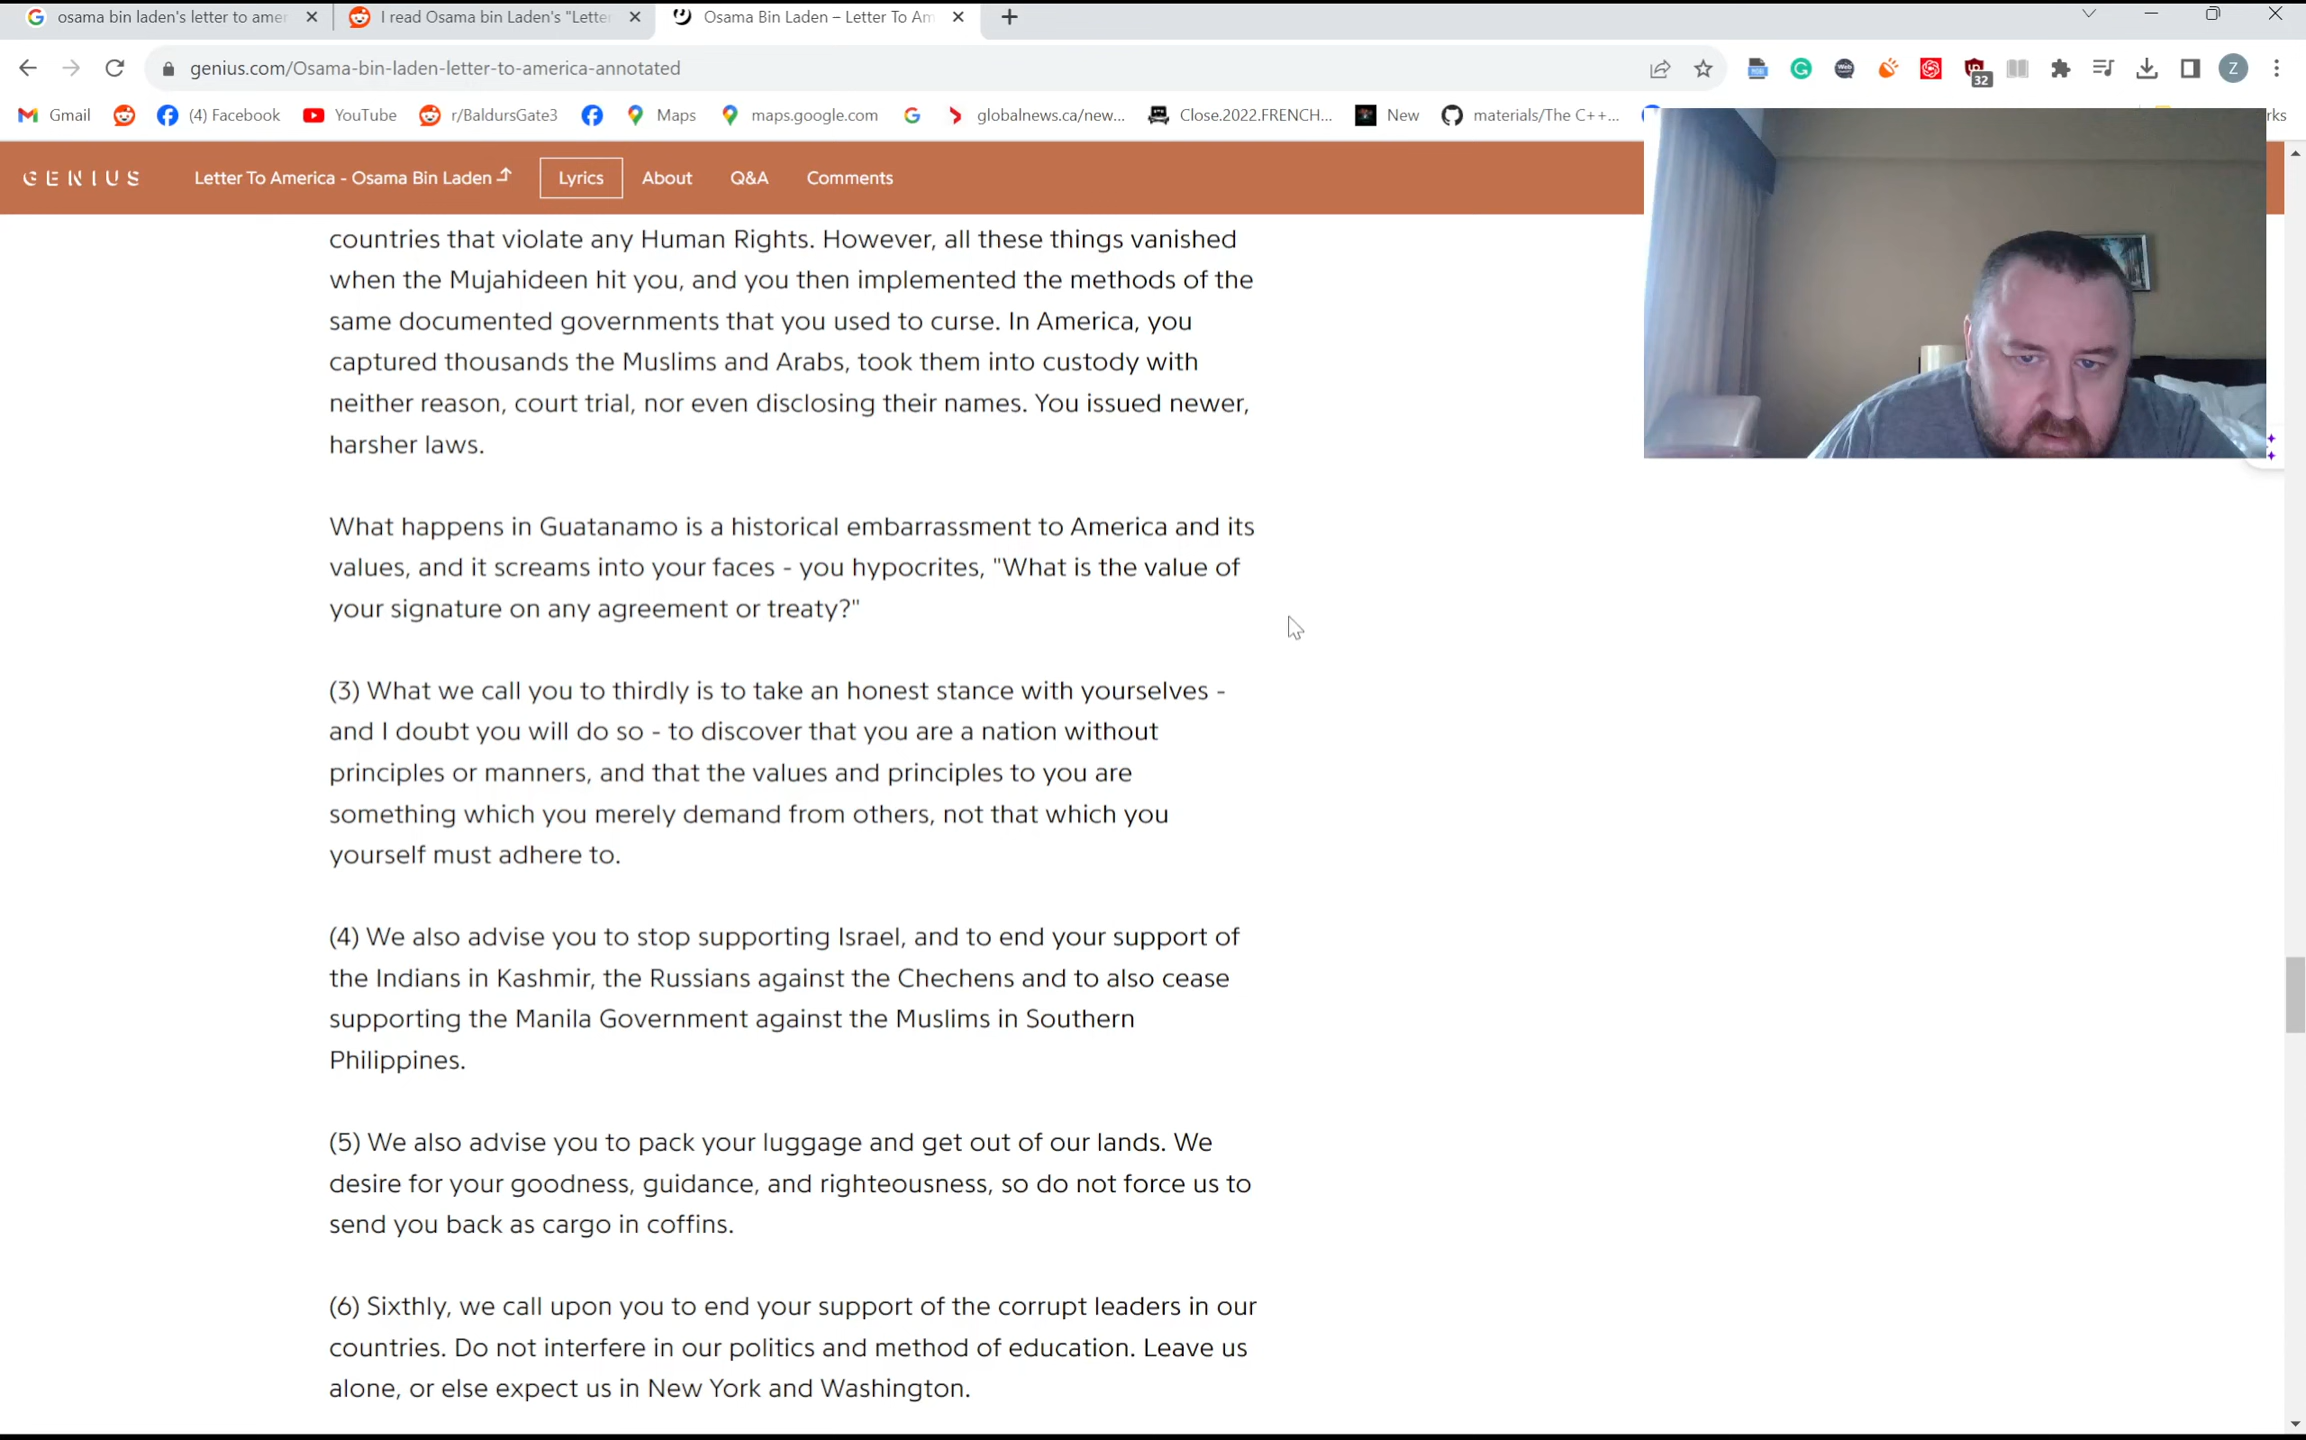 osama bin laden's letter to amer
I read Osama bin Laden's "Letter
Osama Bin Laden – Letter To Am
genius.com/Osama-bin-laden-letter-to-america-annotated
32
Z
Gmail
(4) Facebook
YouTube
r/BaldursGate3
Maps
maps.google.com
globalnews.ca/new...
Close.2022.FRENCH...
New
materials/The C++...
rks
GENIUS
Letter To America - Osama Bin Laden
Lyrics
About
Q&A
Comments
countries that violate any Human Rights. However, all these things vanished
when the Mujahideen hit you, and you then implemented the methods of the
same documented governments that you used to curse. In America, you
captured thousands the Muslims and Arabs, took them into custody with
neither reason, court trial, nor even disclosing their names. You issued newer,
harsher laws.
What happens in Guatanamo is a historical embarrassment to America and its
values, and it screams into your faces - you hypocrites, "What is the value of
your signature on any agreement or treaty?"
(3) What we call you to thirdly is to take an honest stance with yourselves -
and I doubt you will do so - to discover that you are a nation without
principles or manners, and that the values and principles to you are
something which you merely demand from others, not that which you
yourself must adhere to.
(4) We also advise you to stop supporting Israel, and to end your support of
the Indians in Kashmir, the Russians against the Chechens and to also cease
supporting the Manila Government against the Muslims in Southern
Philippines.
(5) We also advise you to pack your luggage and get out of our lands. We
desire for your goodness, guidance, and righteousness, so do not force us to
send you back as cargo in coffins.
(6) Sixthly, we call upon you to end your support of the corrupt leaders in our
countries. Do not interfere in our politics and method of education. Leave us
alone, or else expect us in New York and Washington.